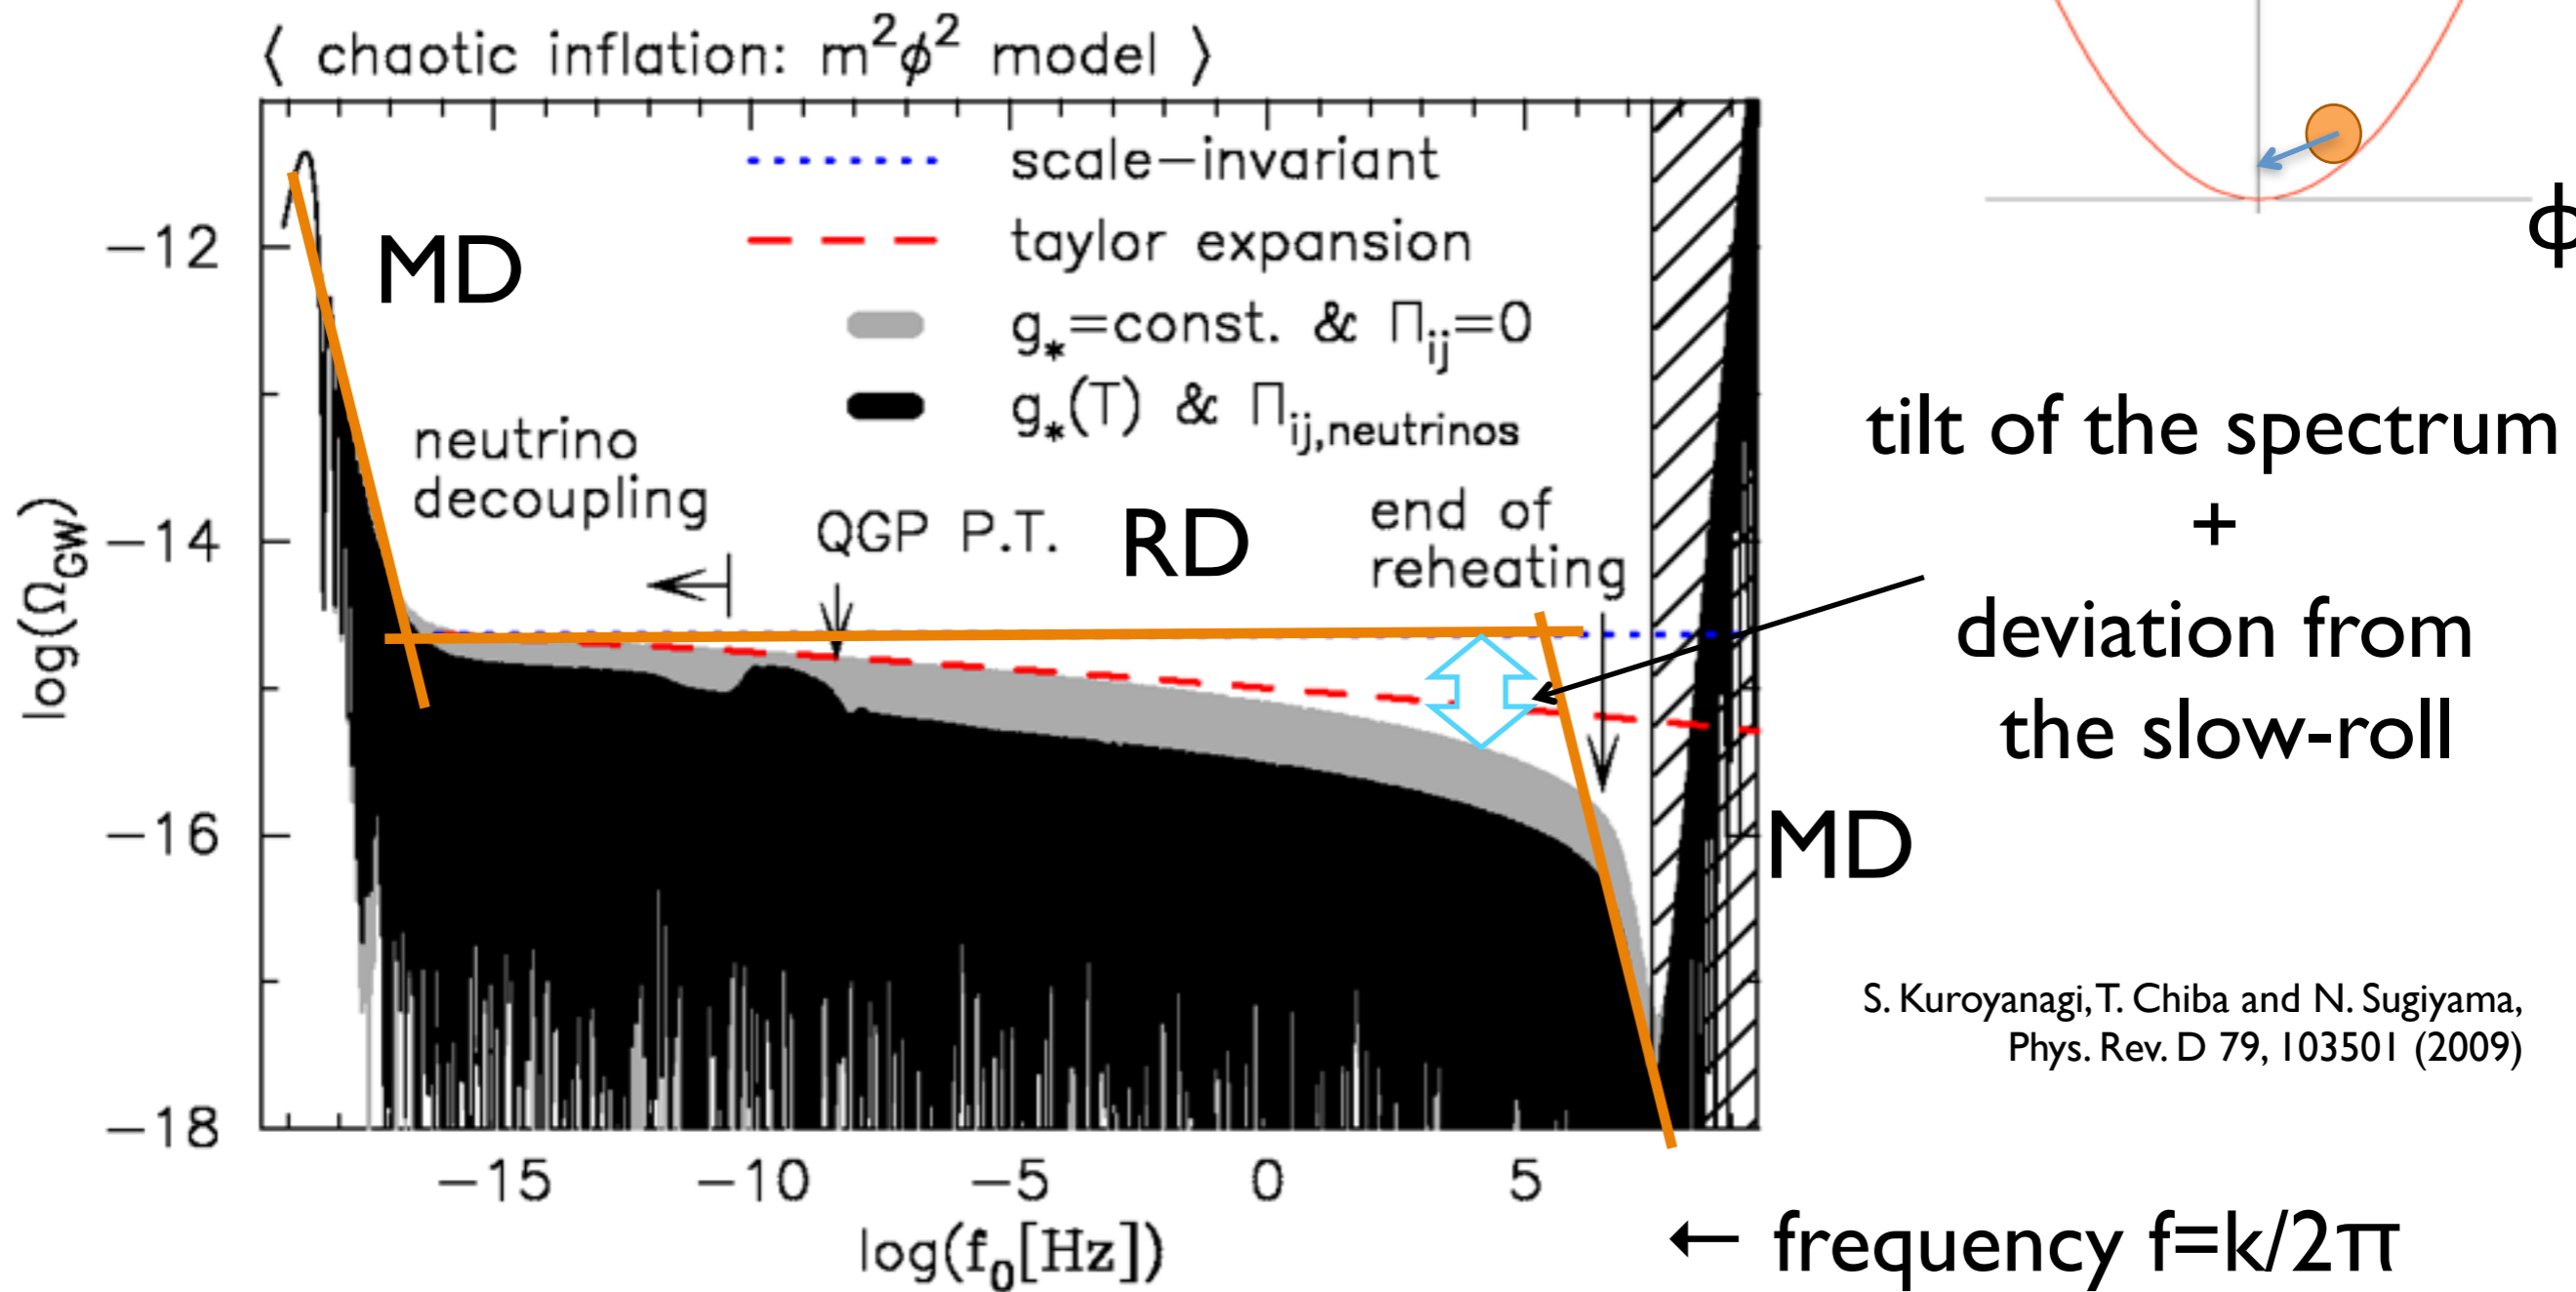 ⟨ chaotic inflation: m²ϕ² model ⟩
scale-invariant
taylor expansion
g*=const. & Πij=0
g*(T) & Πij,neutrinos
MD
neutrino
decoupling
QGP P.T.
RD
end of
reheating
MD
log(ΩGW)
-12
-14
-16
-18
-15
-10
-5
0
5
log(f0[Hz])
ϕ
tilt of the spectrum
+
deviation from
the slow-roll
S. Kuroyanagi, T. Chiba and N. Sugiyama,
Phys. Rev. D 79, 103501 (2009)
← frequency f=k/2π